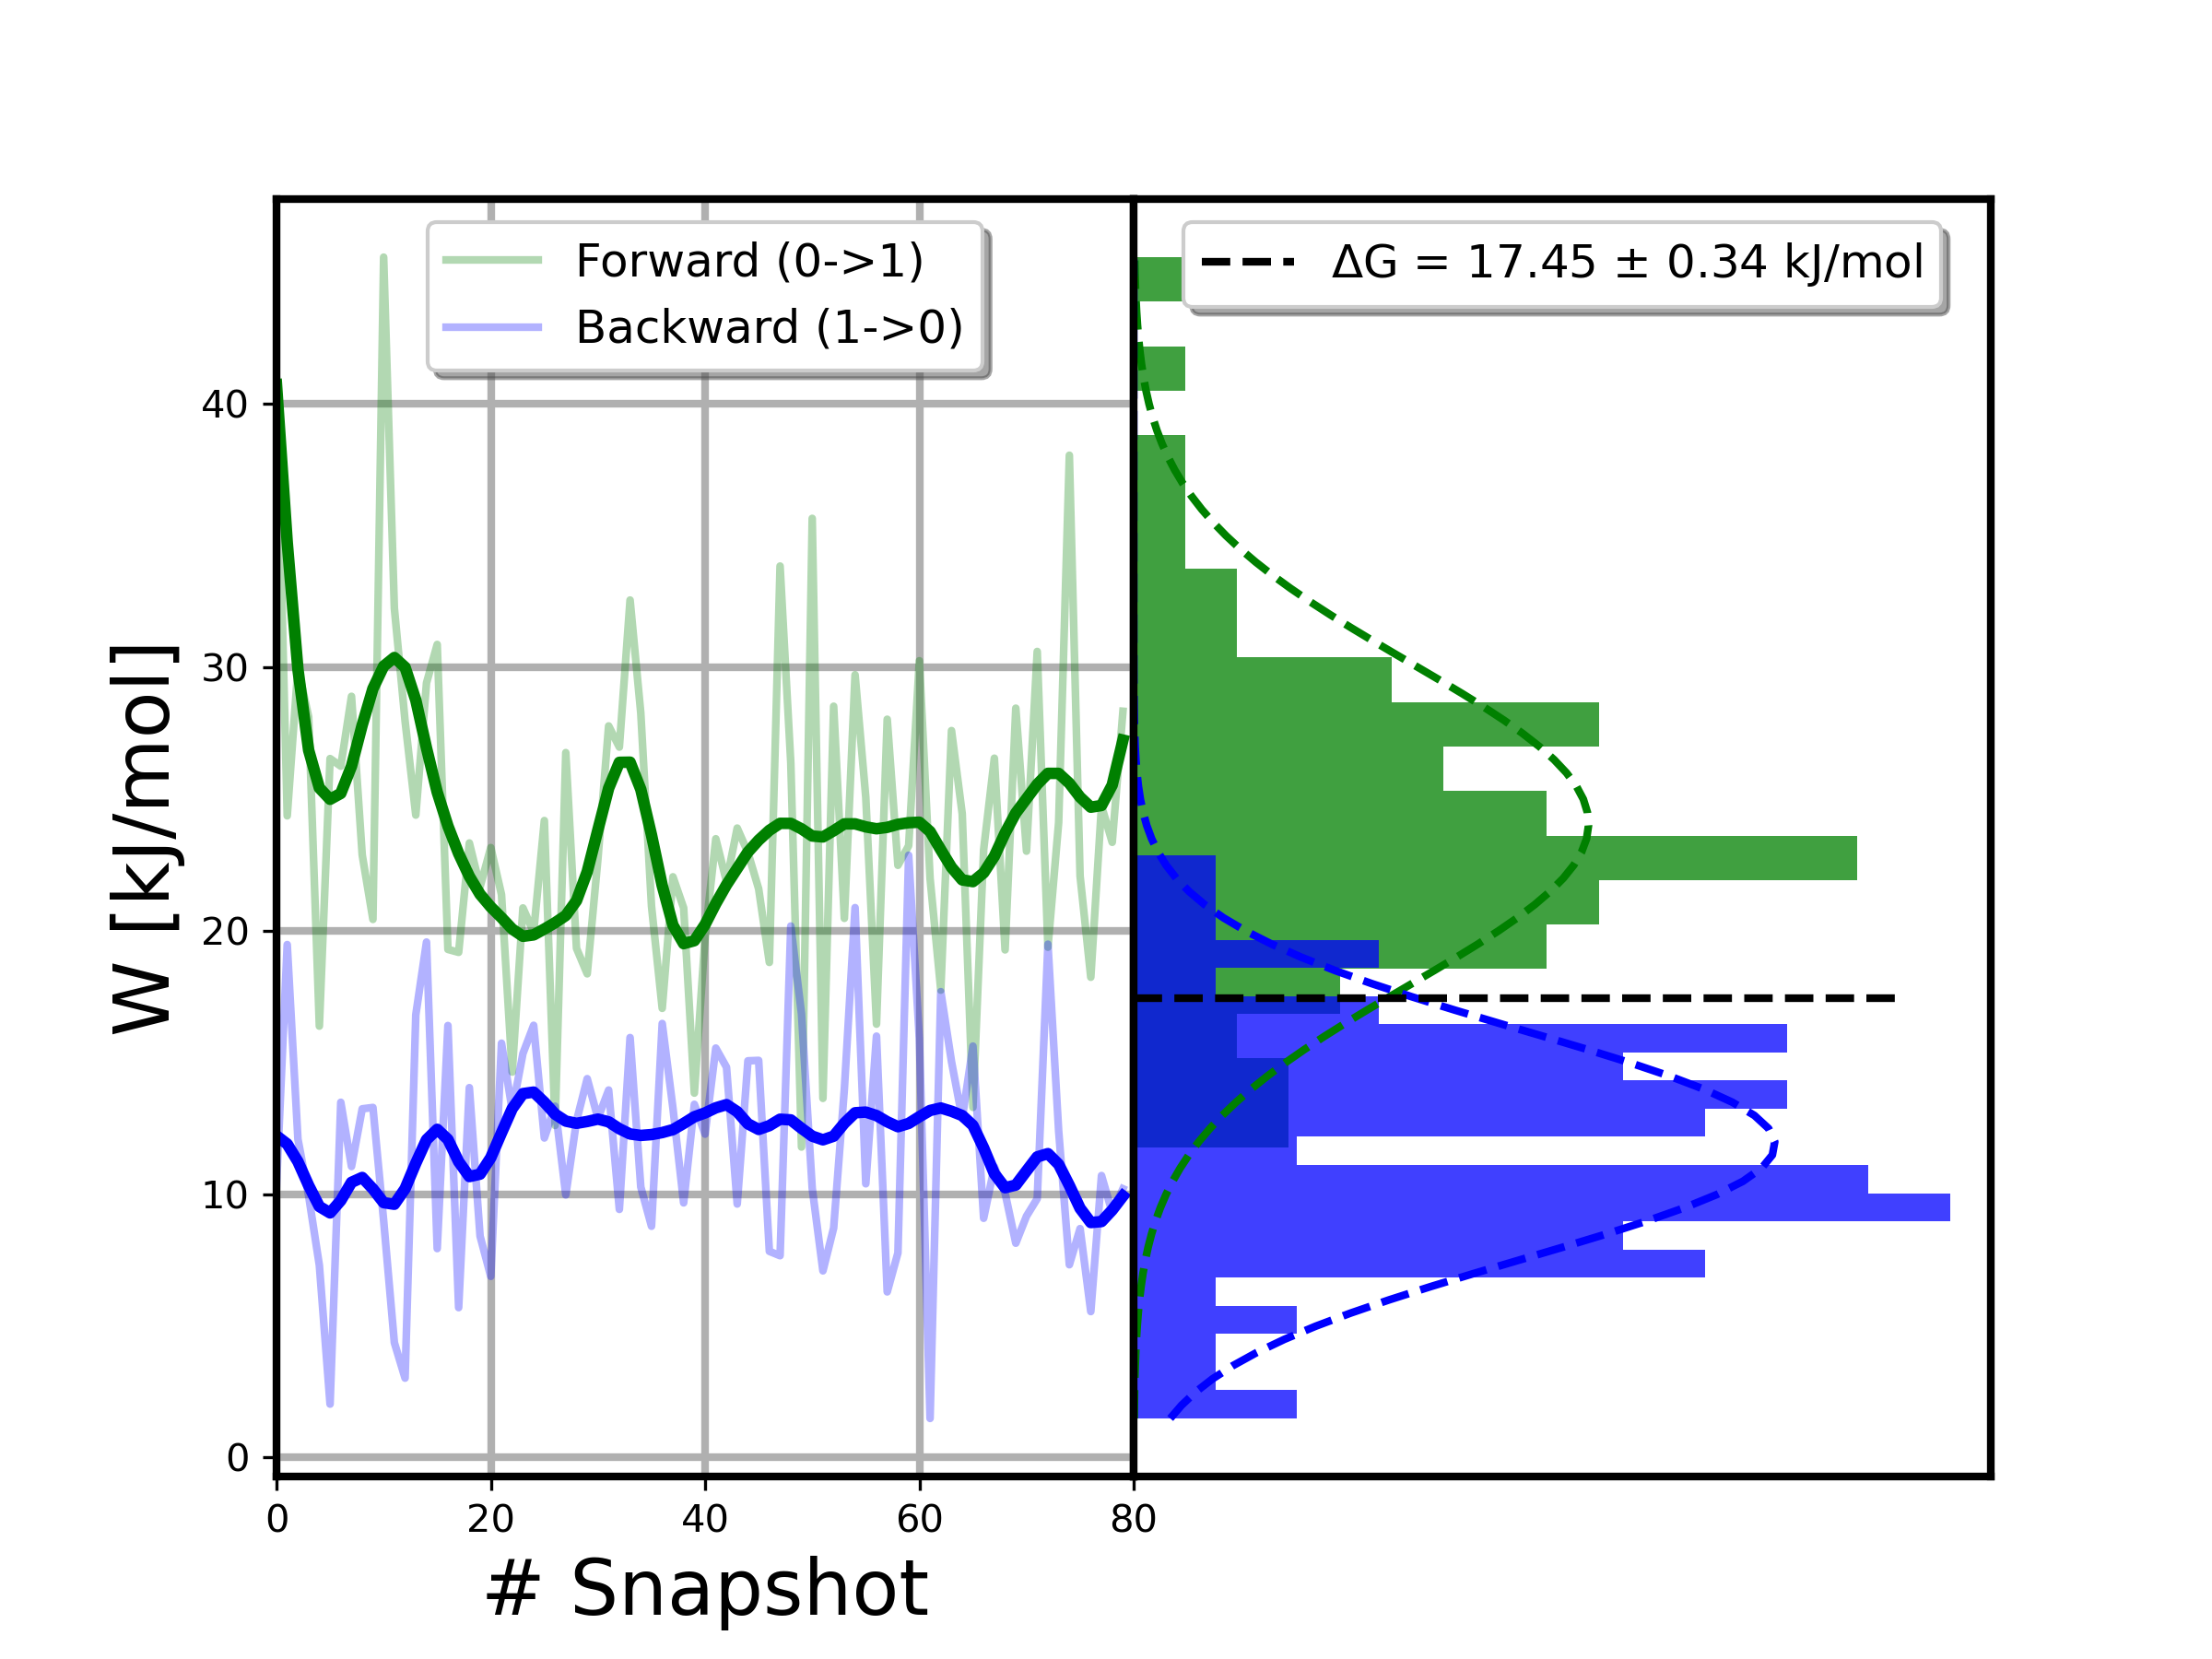 Forward (0->1)
Backward (1->0)
ΔG = 17.45 ± 0.34 kJ/mol
W [kJ/mol]
40
30
20
10
0
0 20 40 60 80
# Snapshot